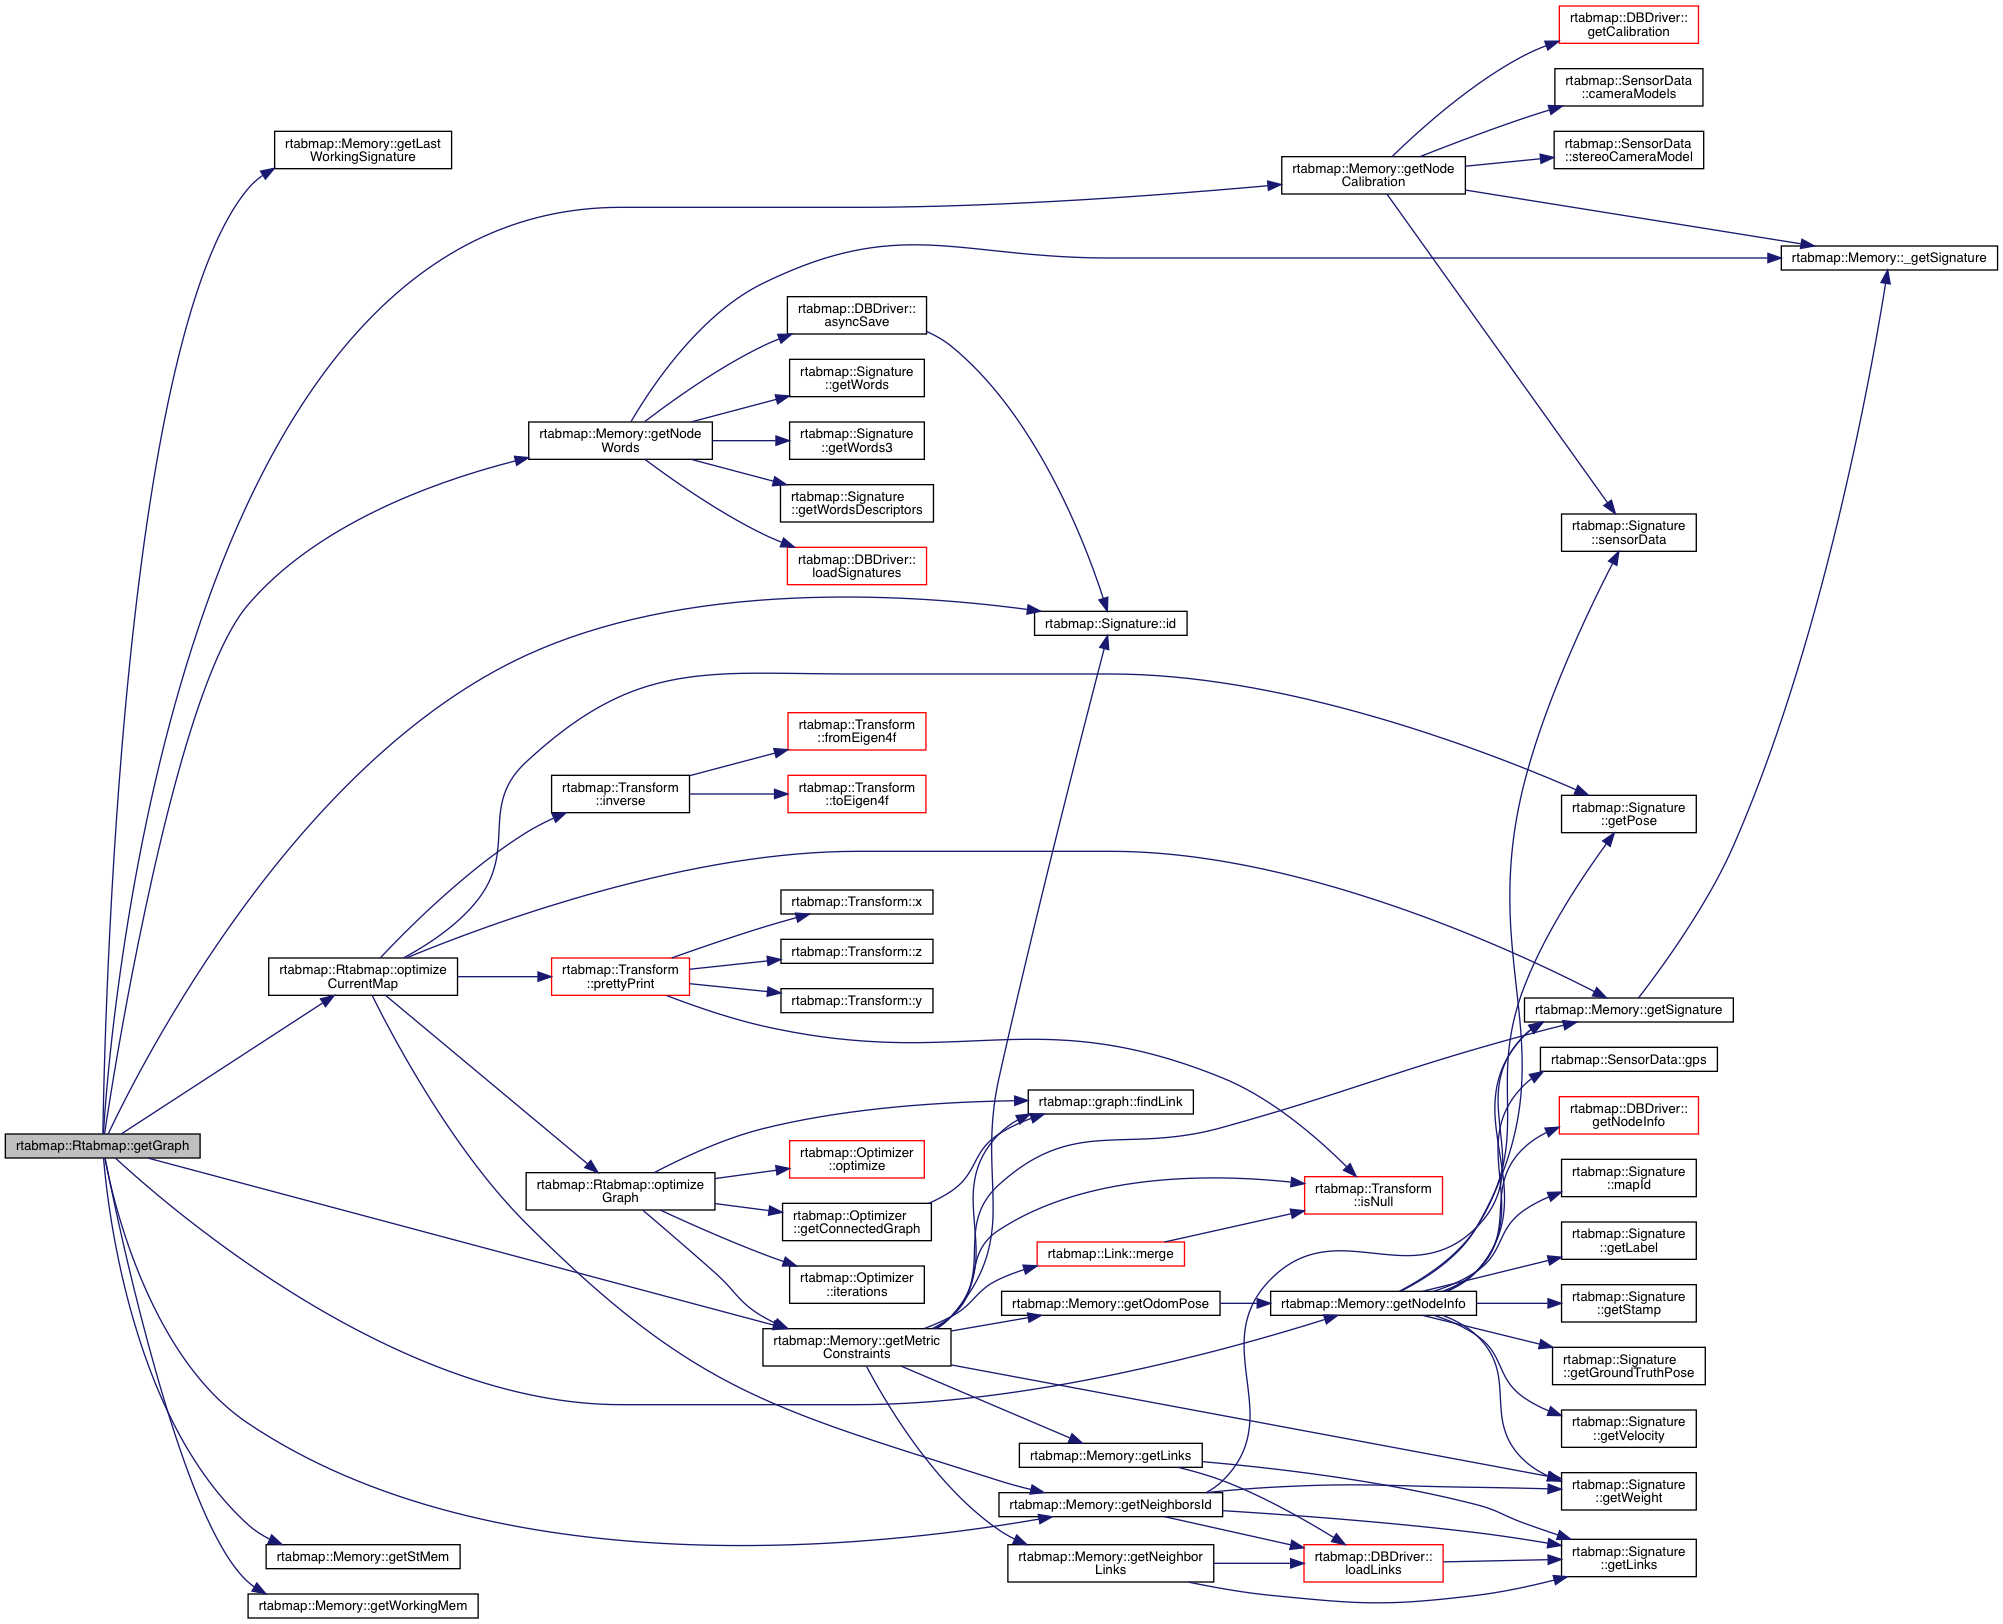 rtabmap::DBDriver::
getCalibration
rtabmap::SensorData
::cameraModels
rtabmap::Memory::getLast
WorkingSignature
rtabmap::SensorData
::stereoCameraModel
rtabmap::Memory::getNode
Calibration
rtabmap::Memory::_getSignature
rtabmap::DBDriver::
asyncSave
rtabmap::Signature
::getWords
rtabmap::Memory::getNode
Words
rtabmap::Signature
::getWords3
rtabmap::Signature
::getWordsDescriptors
rtabmap::Signature
::sensorData
rtabmap::DBDriver::
loadSignatures
rtabmap::Signature::id
rtabmap::Transform
::fromEigen4f
rtabmap::Transform
::inverse
rtabmap::Transform
::toEigen4f
rtabmap::Signature
::getPose
rtabmap::Transform::x
rtabmap::Transform::z
rtabmap::Rtabmap::optimize
CurrentMap
rtabmap::Transform
::prettyPrint
rtabmap::Transform::y
rtabmap::Memory::getSignature
rtabmap::SensorData::gps
rtabmap::graph::findLink
rtabmap::DBDriver::
getNodeInfo
rtabmap::Rtabmap::getGraph
rtabmap::Optimizer
::optimize
rtabmap::Signature
::mapId
rtabmap::Rtabmap::optimize
Graph
rtabmap::Transform
::isNull
rtabmap::Optimizer
::getConnectedGraph
rtabmap::Signature
::getLabel
rtabmap::Link::merge
rtabmap::Optimizer
::iterations
rtabmap::Memory::getOdomPose
rtabmap::Memory::getNodeInfo
rtabmap::Signature
::getStamp
rtabmap::Memory::getMetric
Constraints
rtabmap::Signature
::getGroundTruthPose
rtabmap::Signature
::getVelocity
rtabmap::Memory::getLinks
rtabmap::Signature
::getWeight
rtabmap::Memory::getNeighborsId
rtabmap::Memory::getStMem
rtabmap::Memory::getNeighbor
Links
rtabmap::DBDriver::
loadLinks
rtabmap::Signature
::getLinks
rtabmap::Memory::getWorkingMem